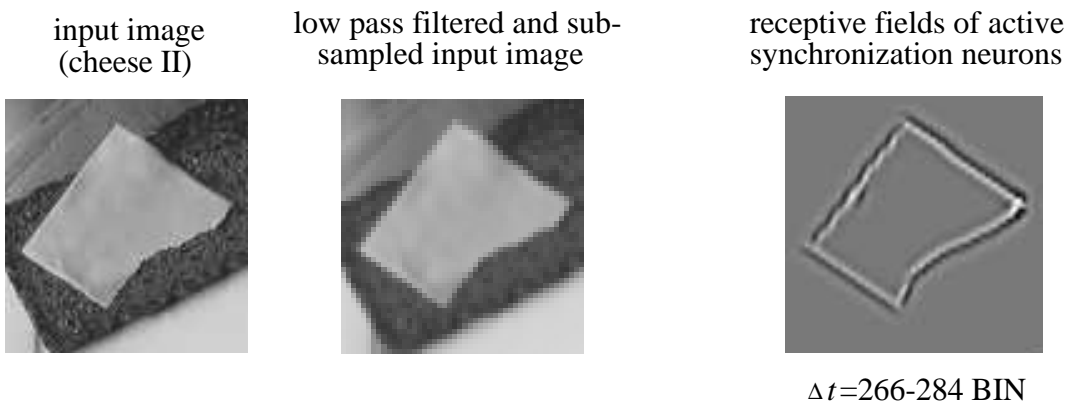 input image
(cheese II)
low pass filtered and sub-
sampled input image
receptive fields of active
synchronization neurons
Δt=266-284 BIN